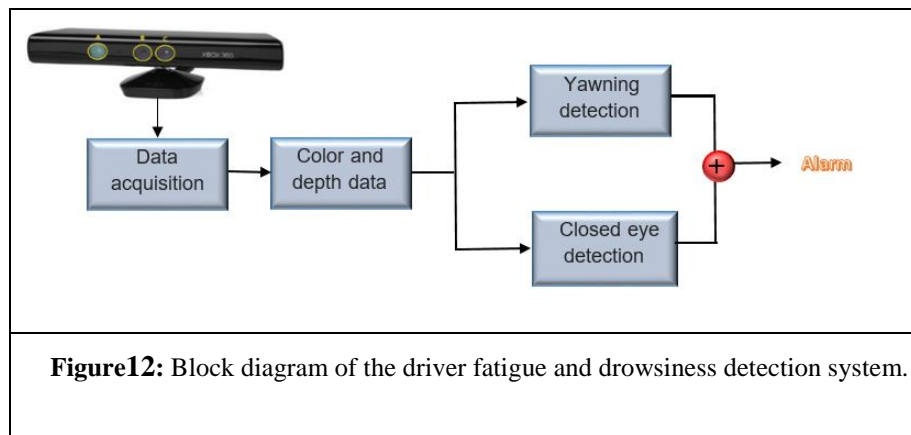 A B C
XBOX 360
Yawning
detection
Data
acquisition
Color and
depth data
+
Alarm
Closed eye
detection
Figure12: Block diagram of the driver fatigue and drowsiness detection system.